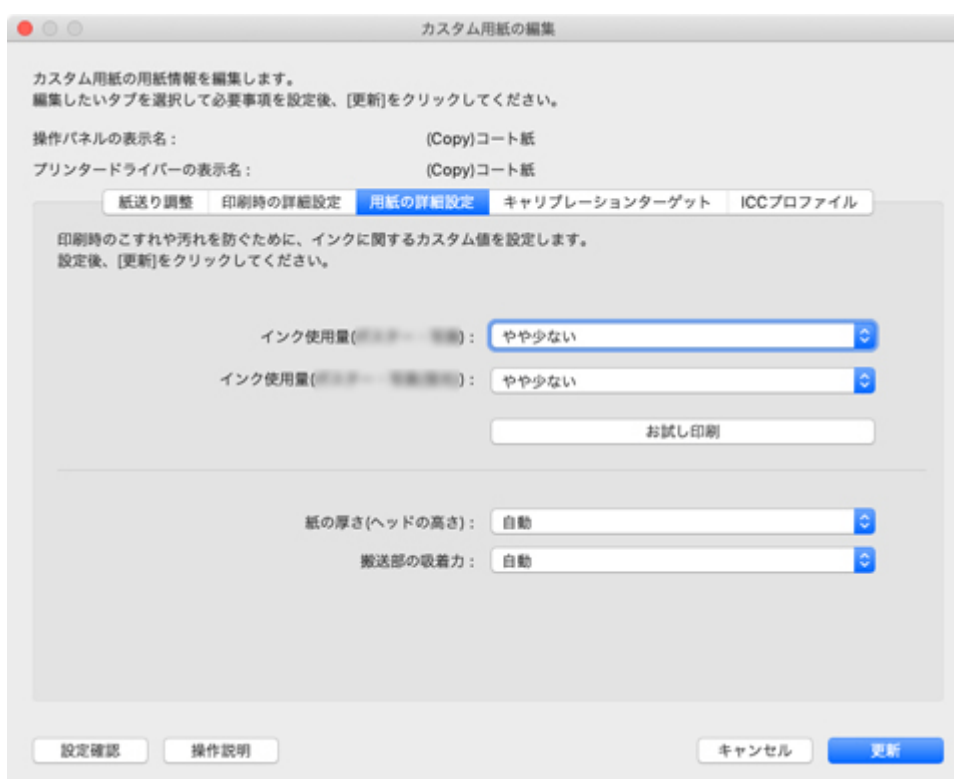 カスタム用紙の編集
カスタム用紙の用紙情報を編集します。
編集したいタブを選択して必要事項を設定後、[更新]をクリックしてください。
操作パネルの表示名： (Copy)コート紙
プリンタードライバーの表示名： (Copy)コート紙
紙送り調整 印刷時の詳細設定 用紙の詳細設定 キャリブレーションターゲット ICCプロファイル
印刷時のこすれや汚れを防ぐために、インクに関するカスタム値を設定します。
設定後、[更新]をクリックしてください。
インク使用量( )： やや少ない
インク使用量( )： やや少ない
お試し印刷
紙の厚さ(ヘッドの高さ)： 自動
搬送部の吸着力： 自動
設定確認 操作説明 キャンセル 更新